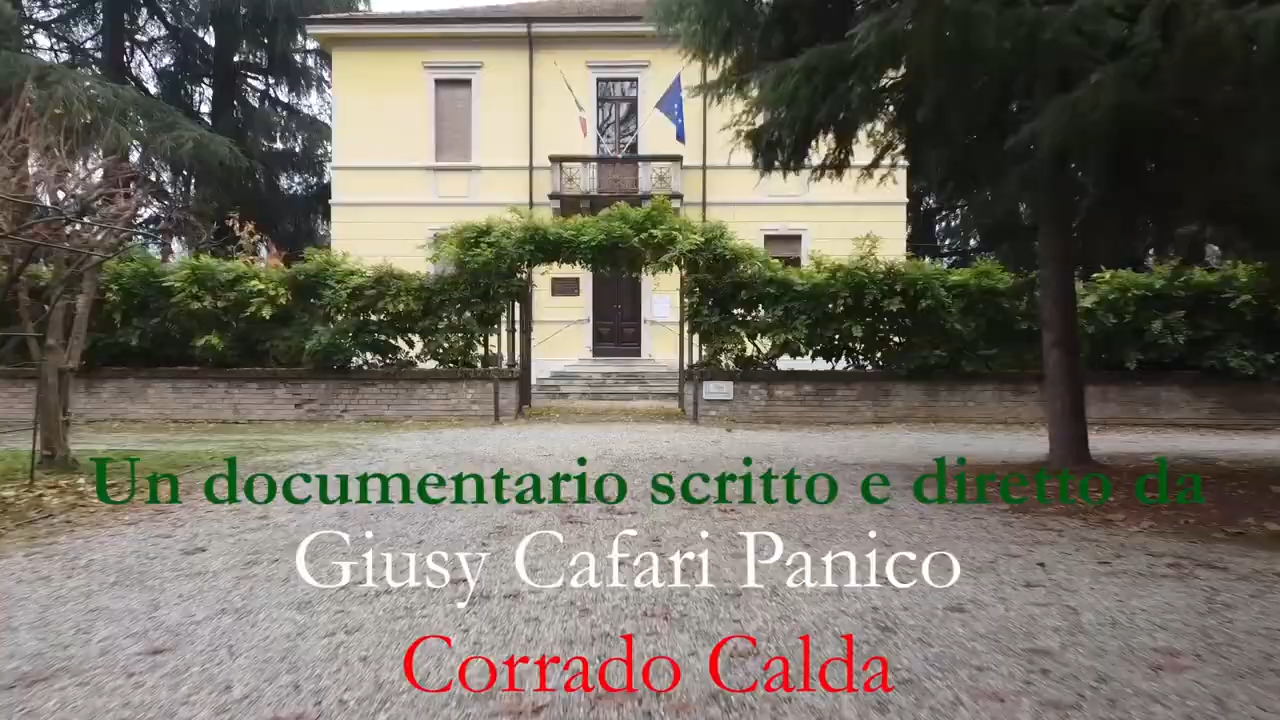 Un documentario scritto e diretto da
Giusy Cafari Panico
Corrado Calda